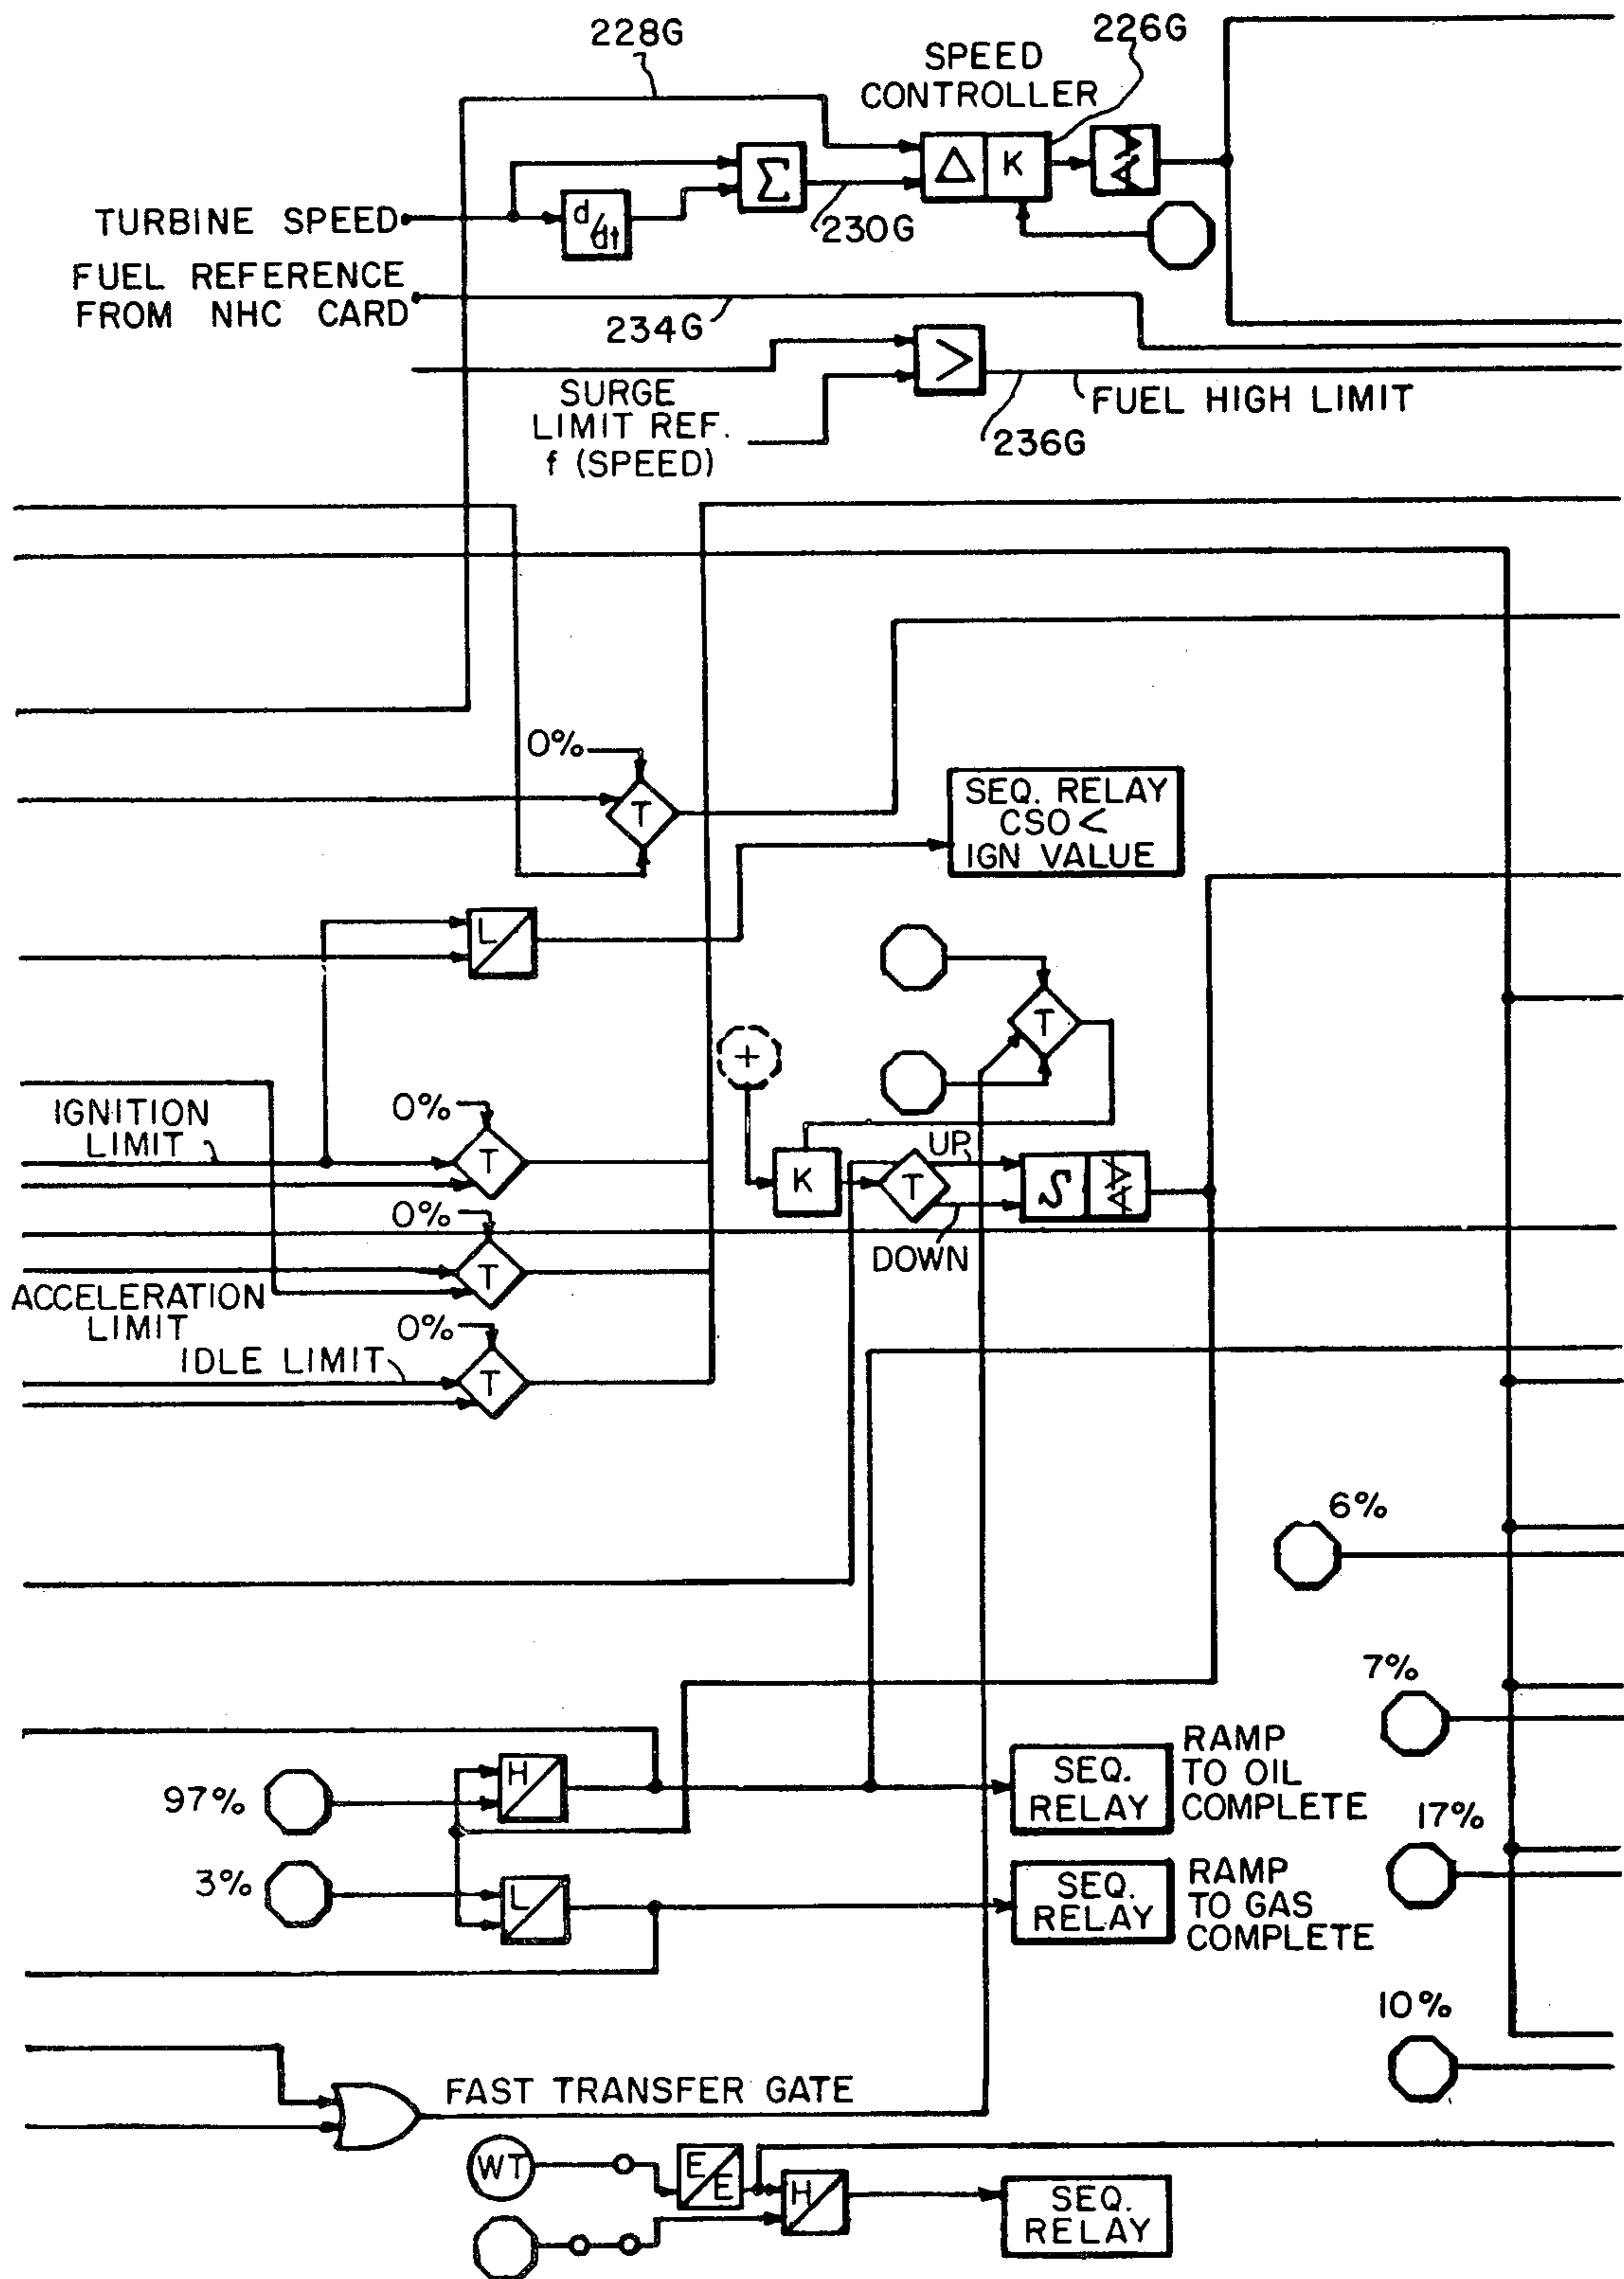 228G
226G
SPEED
CONTROLLER
Δ K
Σ
TURBINE SPEED
d/dt
230G
FUEL REFERENCE
FROM NHC CARD
234G
>
SURGE
LIMIT REF.
f (SPEED)
FUEL HIGH LIMIT
236G
0%
T
SEQ. RELAY
CSO <
IGN VALUE
L
T
+
IGNITION
LIMIT
0%
T
UP
K
T
∫
0%
DOWN
T
ACCELERATION
LIMIT
0%
IDLE LIMIT
T
6%
7%
RAMP
TO OIL
COMPLETE
H
SEQ.
RELAY
97%
17%
3%
L
SEQ.
RELAY
RAMP
TO GAS
COMPLETE
10%
FAST TRANSFER GATE
WT
E/E
H
SEQ.
RELAY